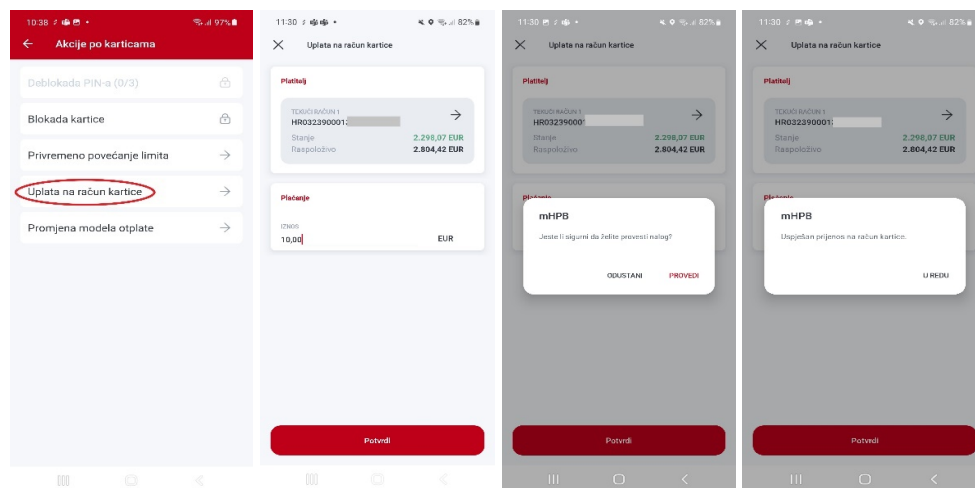 10:38 97%
Akcije po karticama
Deblokada PIN-a (0/3)
Blokada kartice
Privremeno povećanje limita
Uplata na račun kartice
Promjena modela otplate
11:30 82%
Uplata na račun kartice
Platitelj
TEKUĆI RAČUN 1
HR032390001
Stanje 2.298,07 EUR
Raspoloživo 2.804,42 EUR
Plaćanje
IZNOS
10,00 EUR
Potvrdi
11:30 82%
Uplata na račun kartice
Platitelj
TEKUĆI RAČUN 1
HR03239000
Stanje 2.298,07 EUR
Raspoloživo 2.804,42 EUR
Plaćanje
mHPB
Jeste li sigurni da želite provesti nalog?
ODUSTANI PROVEDI
Potvrdi
11:30 82%
Uplata na račun kartice
Platitelj
TEKUĆI RAČUN 1
HR032390001
Stanje 2.298,07 EUR
Raspoloživo 2.804,42 EUR
mHPB
Uspješan prijenos na račun kartice.
U REDU
Potvrdi